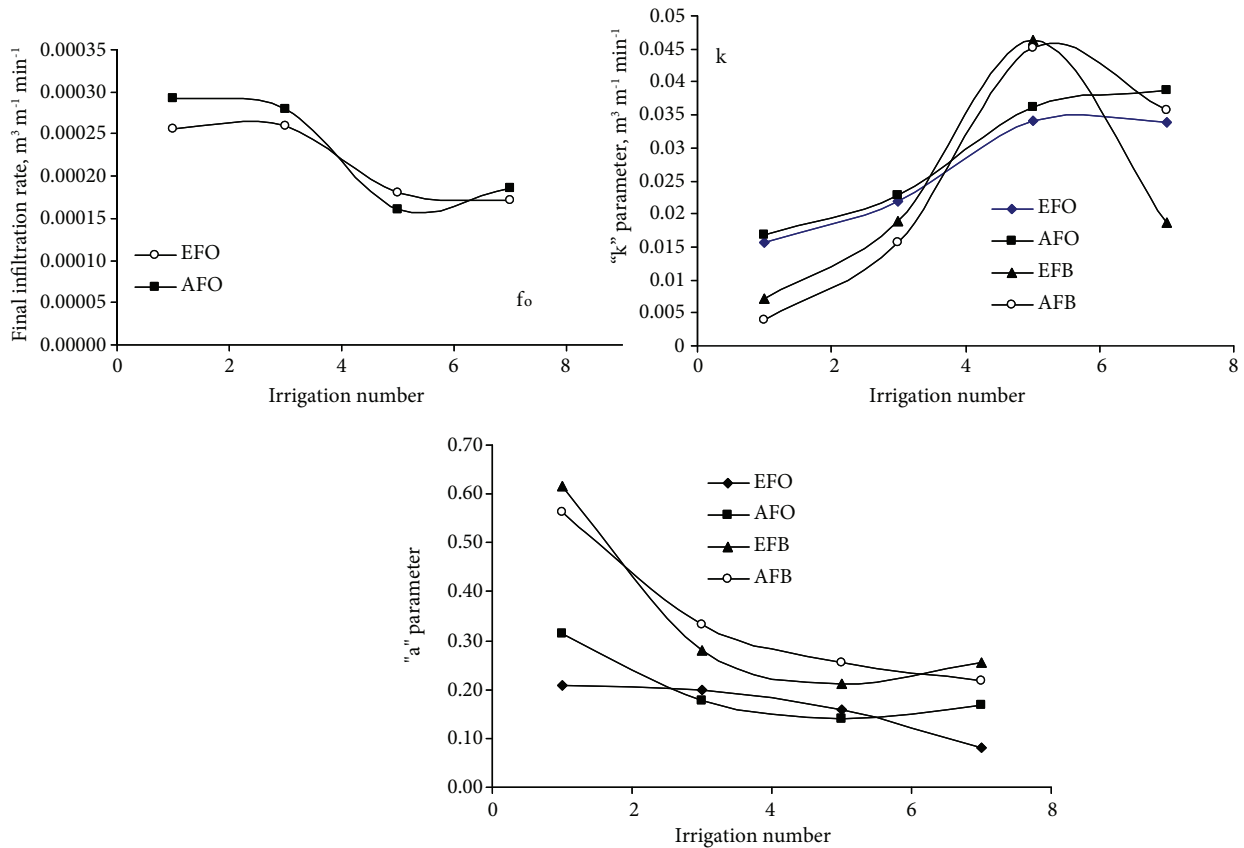 Final infiltration rate, m³ m⁻¹ min⁻¹
0.00035
0.00030
0.00025
0.00020
0.00015
0.00010
0.00005
0.00000
0 2 4 6 8
Irrigation number
EFO
AFO
fo
"k" parameter, m³ m⁻¹ min⁻¹
0.05
0.045
0.04
0.035
0.03
0.025
0.02
0.015
0.01
0.005
0
0 2 4 6 8
Irrigation number
k
EFO
AFO
EFB
AFB
"a" parameter
0.70
0.60
0.50
0.40
0.30
0.20
0.10
0.00
0 2 4 6 8
Irrigation number
EFO
AFO
EFB
AFB